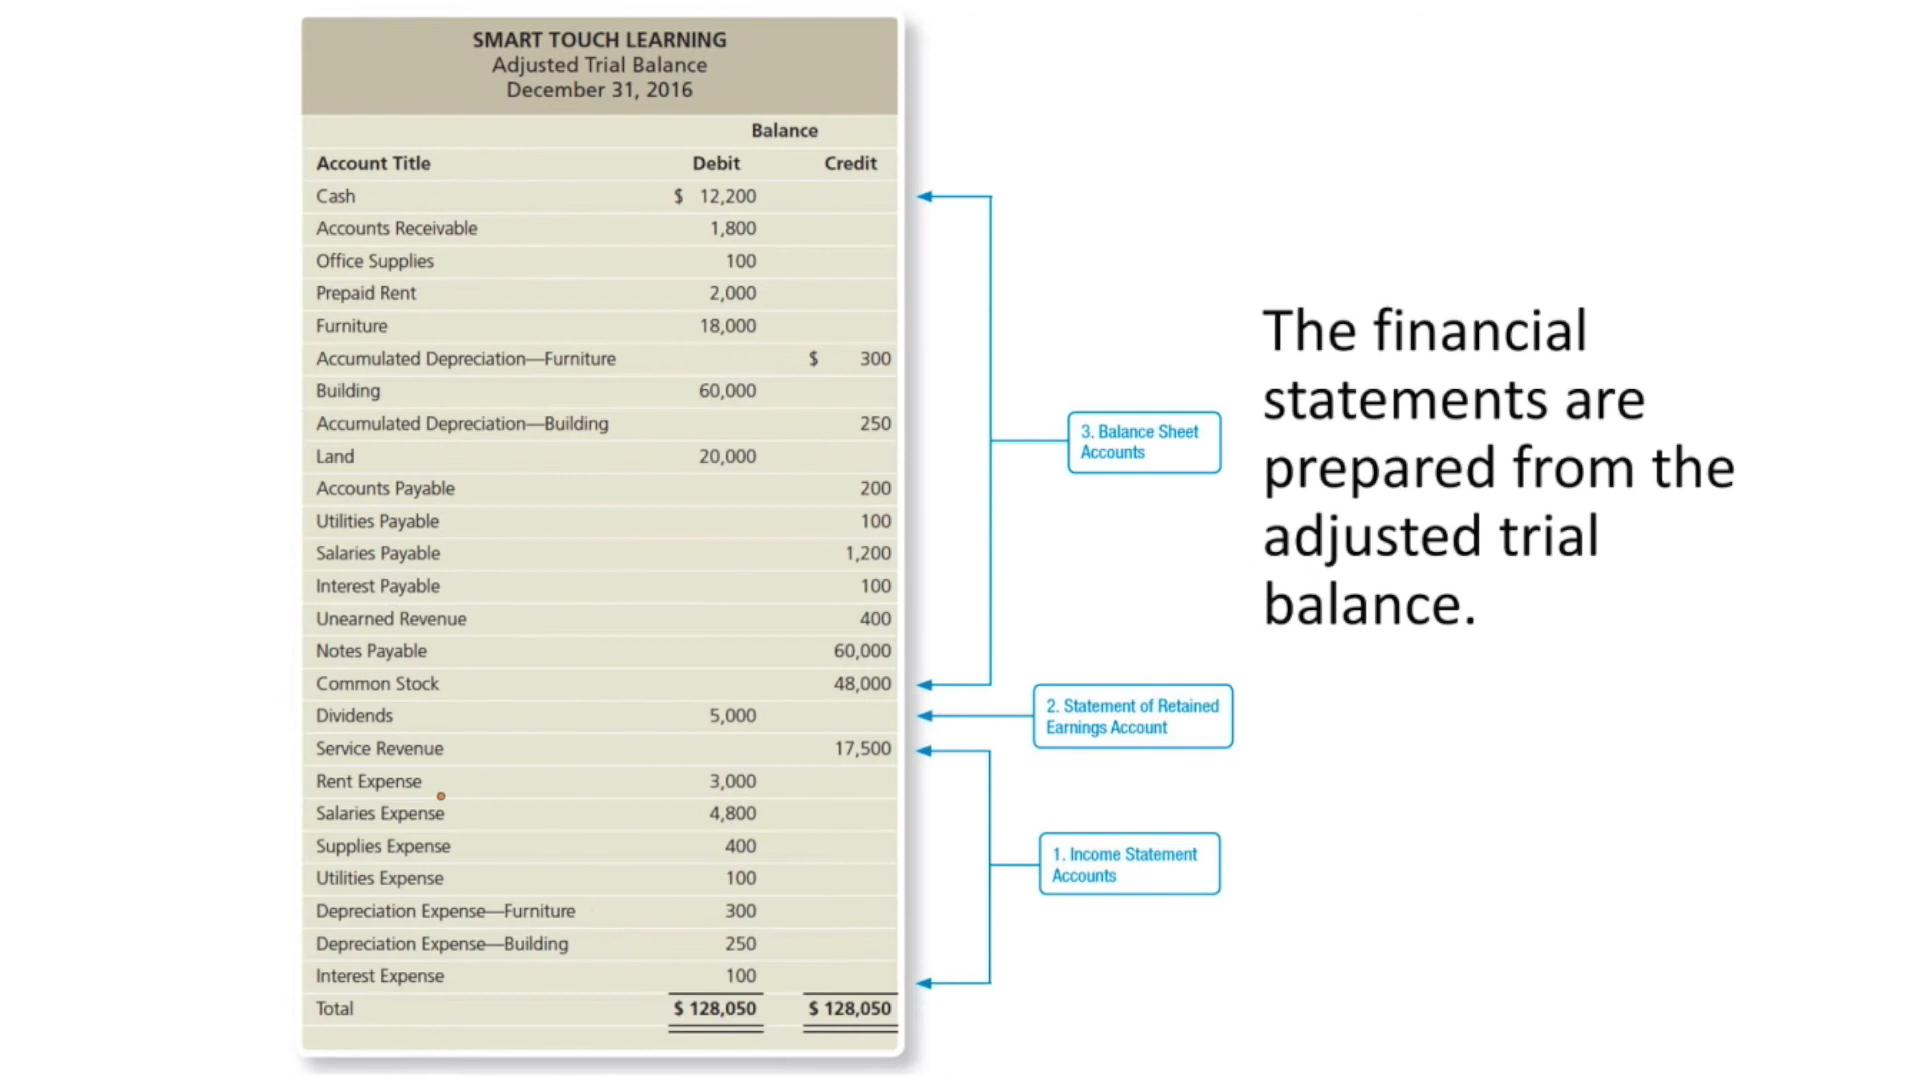 SMART TOUCH LEARNING
Adjusted Trial Balance
December 31, 2016
Balance
Account Title Debit Credit
Cash $ 12,200
Accounts Receivable 1,800
Office Supplies 100
Prepaid Rent 2,000
Furniture 18,000
Accumulated Depreciation—Furniture $ 300
Building 60,000
Accumulated Depreciation—Building 250
Land 20,000
Accounts Payable 200
Utilities Payable 100
Salaries Payable 1,200
Interest Payable 100
Unearned Revenue 400
Notes Payable 60,000
Common Stock 48,000
Dividends 5,000
Service Revenue 17,500
Rent Expense 3,000
Salaries Expense 4,800
Supplies Expense 400
Utilities Expense 100
Depreciation Expense—Furniture 300
Depreciation Expense—Building 250
Interest Expense 100
Total $ 128,050 $ 128,050
3. Balance Sheet
Accounts
2. Statement of Retained
Earnings Account
1. Income Statement
Accounts
The financial
statements are
prepared from the
adjusted trial
balance.